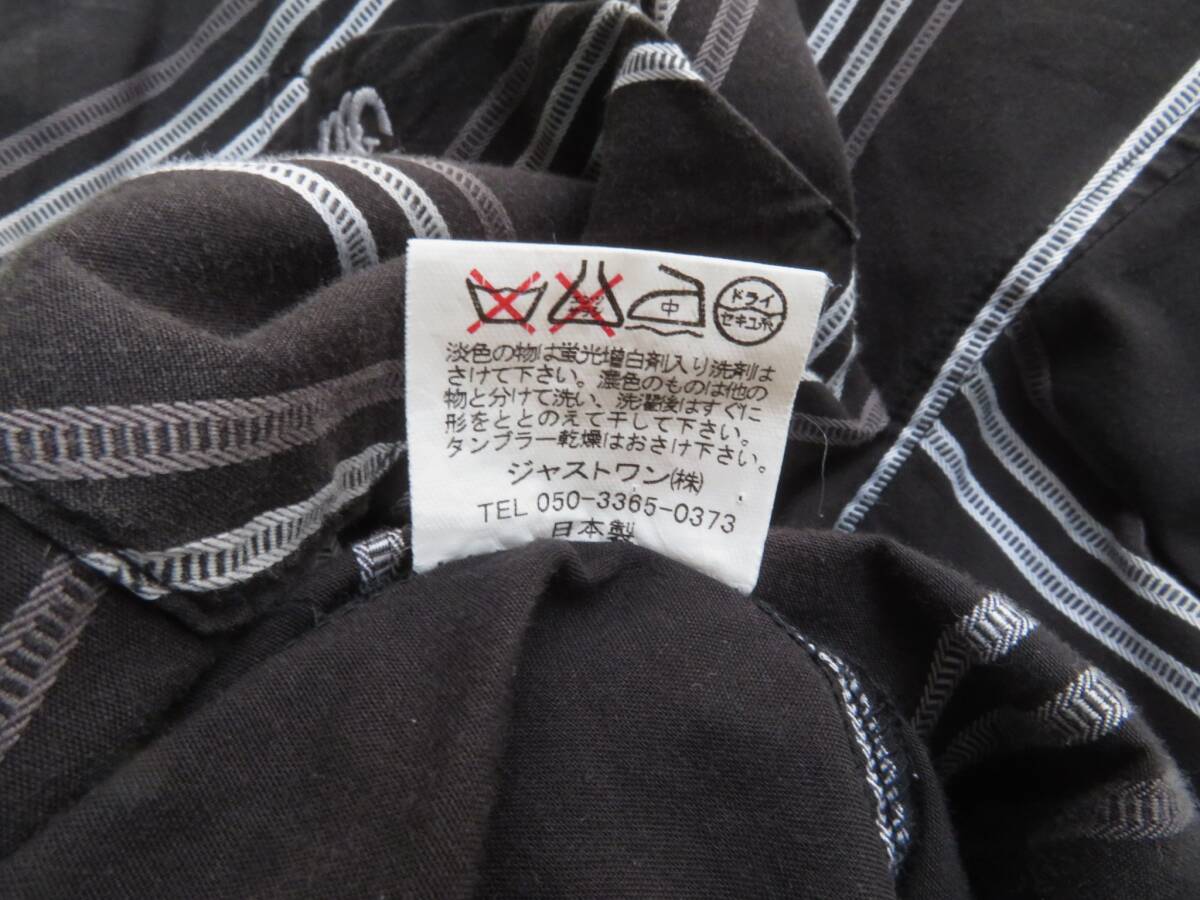 中
ドライ
セキユ系
淡色の物は蛍光増白剤入り洗剤は
さけて下さい。濃色のものは他の
物と分けて洗い、洗濯後はすぐに
形をととのえて干して下さい。
タンブラー乾燥はおさけ下さい。
ジャストワン(株)
TEL 050-3365-0373
日本製